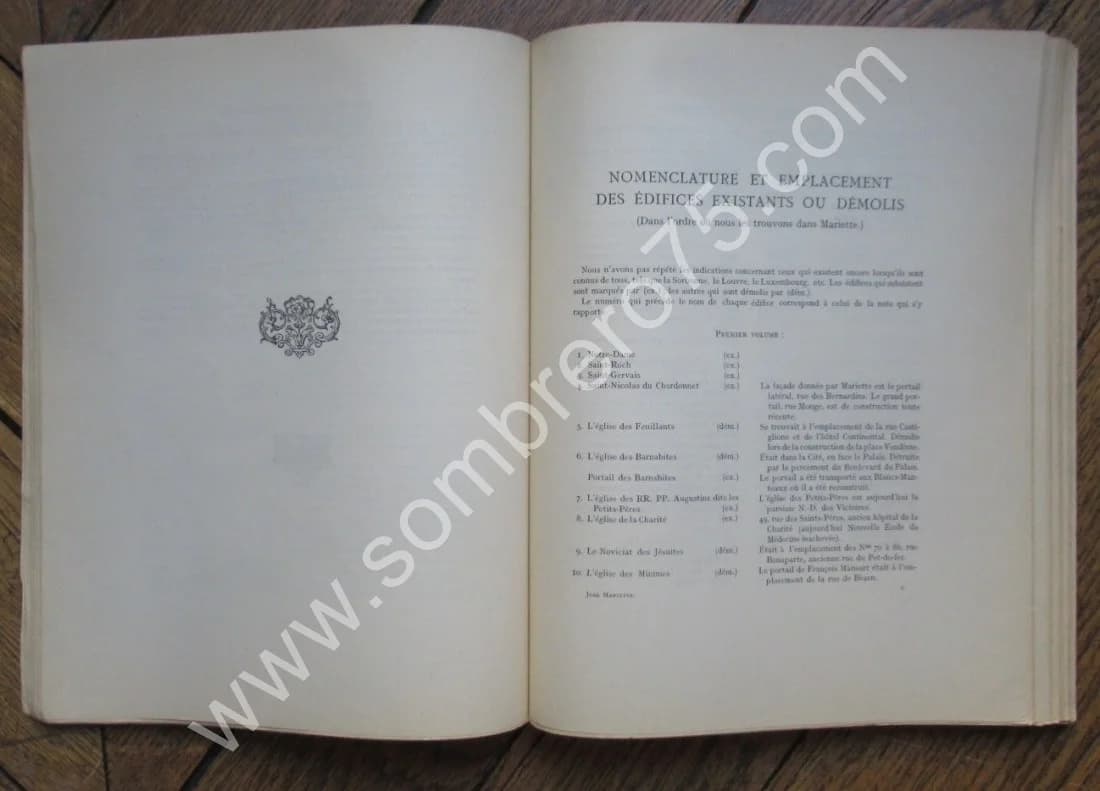 NOMENCLATURE ET EMPLACEMENT
DES ÉDIFICES EXISTANTS OU DÉMOLIS
(Dans l'ordre où nous les trouvons dans Mariette.)
Nous n'avons pas répété les indications concernant ceux qui existent encore lorsqu'ils sont
connus de tous, tels que la Sorbonne, le Louvre, le Luxembourg, etc. Les édifices qui subsistent
sont marqués par (ex.), les autres qui sont démolis par (dém.)
Le numéro qui précède le nom de chaque édifice correspond à celui de la note qui s'y
rapport
PREMIER VOLUME :
1. Notre-Dame (ex.)
2. Saint-Roch (ex.)
3. Saint-Gervais (ex.)
4. Saint-Nicolas du Chardonnet (ex.) La façade donnée par Mariette est le portail
latéral, rue des Bernardins. Le grand por-
tail, rue Monge, est de construction toute
récente.
5. L'église des Feuillants (dém.) Se trouvait à l'emplacement de la rue Casti-
glione et de l'hôtel Continental. Démolie
lors de la construction de la place Vendôme.
6. L'église des Barnabites (dém.) Était dans la Cité, en face le Palais. Détruite
par le percement du Boulevard du Palais.
Portail des Barnabites (ex.) Le portail a été transporté aux Blancs-Man-
teaux où il a été reconstruit.
7. L'église des RR. PP. Augustins dits les
Petits-Pères (ex.)
L'église des Petits-Pères est aujourd'hui la
paroisse N.-D. des Victoires.
8. L'église de la Charité (ex.) 49, rue des Saints-Pères, ancien hôpital de la
Charité (aujourd'hui Nouvelle École de
Médecine inachevée).
9. Le Noviciat des Jésuites (dém.) Était à l'emplacement des Nos 70 à 86, rue
Bonaparte, ancienne rue du Pot-de-fer.
10. L'église des Minimes (dém.) Le portail de François Mansart était à l'em-
placement de la rue de Béarn.
JEAN MARIETTE.
www.sombrero75.com